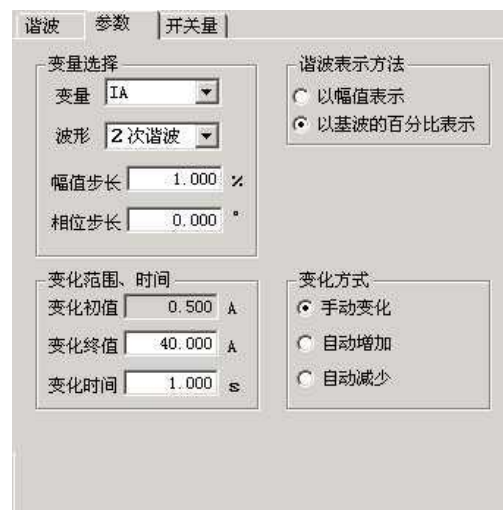 谐波 参数 开关量
变量选择
变量 IA
波形 2次谐波
幅值步长 1.000 %
相位步长 0.000 °
谐波表示方法
以幅值表示
以基波的百分比表示
变化范围、时间
变化初值 0.500 A
变化终值 40.000 A
变化时间 1.000 s
变化方式
手动变化
自动增加
自动减少